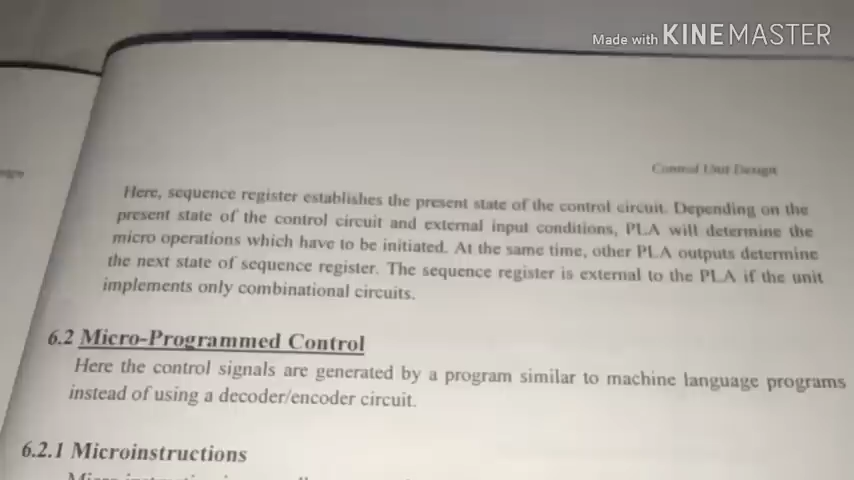 Made with KINEMASTER
Control Unit Design
Here, sequence register establishes the present state of the control circuit. Depending on the
present state of the control circuit and external input conditions, PLA will determine the
micro operations which have to be initiated. At the same time, other PLA outputs determine
the next state of sequence register. The sequence register is external to the PLA if the unit
implements only combinational circuits.
6.2 Micro-Programmed Control
Here the control signals are generated by a program similar to machine language programs
instead of using a decoder/encoder circuit.
6.2.1 Microinstructions